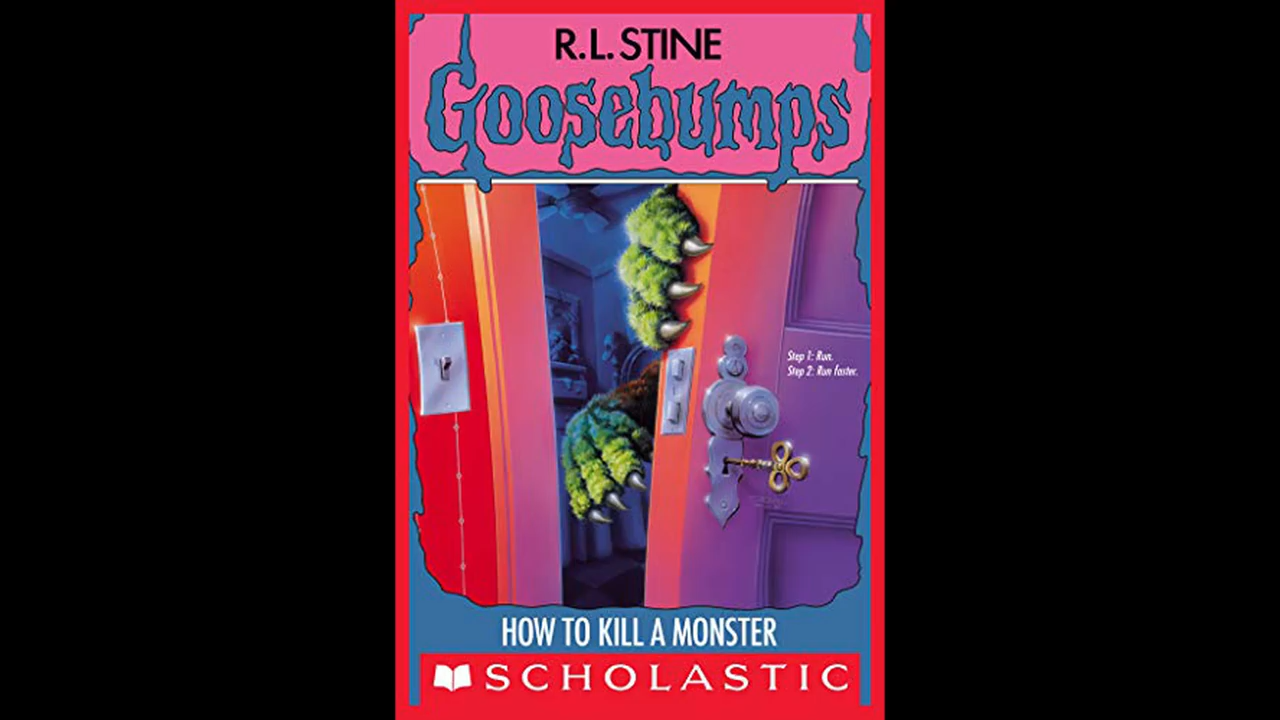 R.L. STINE
Goosebumps
Step 1: Run.
Step 2: Run faster.
HOW TO KILL A MONSTER
SCHOLASTIC